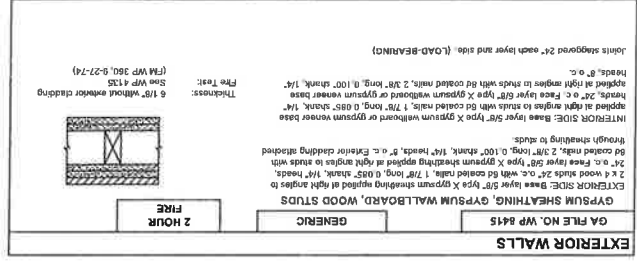 EXTERIOR WALLS
GA FILE NO. WP 8415
GENERIC
2 HOUR
FIRE
GYPSUM SHEATHING, GYPSUM WALLBOARD, WOOD STUDS
EXTERIOR SIDE: Base layer 5/8" type X gypsum sheathing applied at right angles to
2 x 4 wood studs 24" o.c. with 6d coated nails, 1 7/8" long, 0.085" shank, 1/4" heads,
24" o.c. Face layer 5/8" type X gypsum sheathing applied at right angles to studs with
8d coated nails, 2 3/8" long, 0.100" shank, 1/4" heads, 8" o.c. Exterior cladding attached
through sheathing to studs.
INTERIOR SIDE: Base layer 5/8" type X gypsum wallboard or gypsum veneer base
applied at right angles to studs with 6d coated nails, 1 7/8" long, 0.085" shank, 1/4"
heads, 24" o.c. Face layer 5/8" type X gypsum wallboard or gypsum veneer base
applied at right angles to studs with 8d coated nails, 2 3/8" long, 0.100" shank, 1/4"
heads, 8" o.c.
Joints staggered 24" each layer and side. (LOAD-BEARING)
Thickness: 6 1/8" without exterior cladding
Fire Test: See WP 4135
(FM WP 360, 9-27-74)